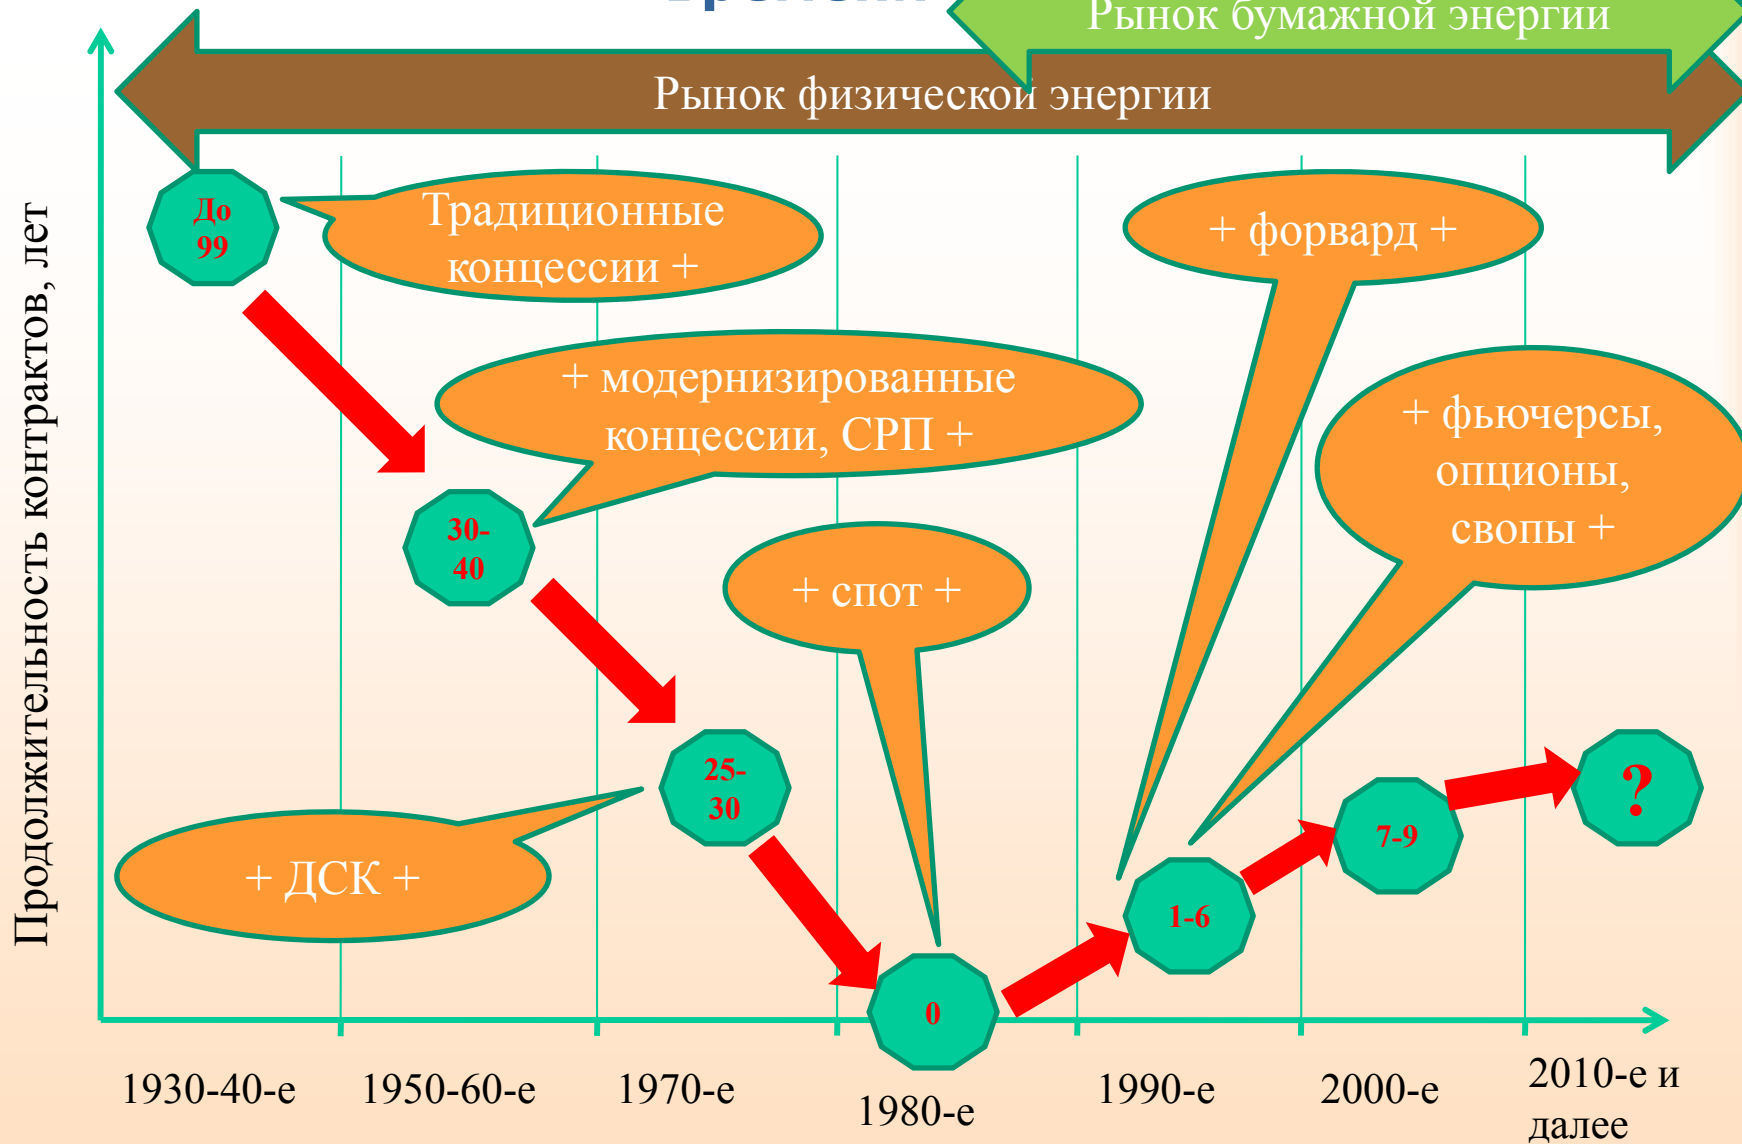 Рынок бумажной энергии
Рынок физической энергии
Продолжительность контрактов, лет
До
99
Традиционные
концессии +
+ форвард +
+ модернизированные
концессии, СРП +
+ фьючерсы,
опционы,
свопы +
30-
40
+ спот +
25-
30
+ ДСК +
7-9
?
1-6
0
1930-40-е
1950-60-е
1970-е
1980-е
1990-е
2000-е
2010-е и
далее